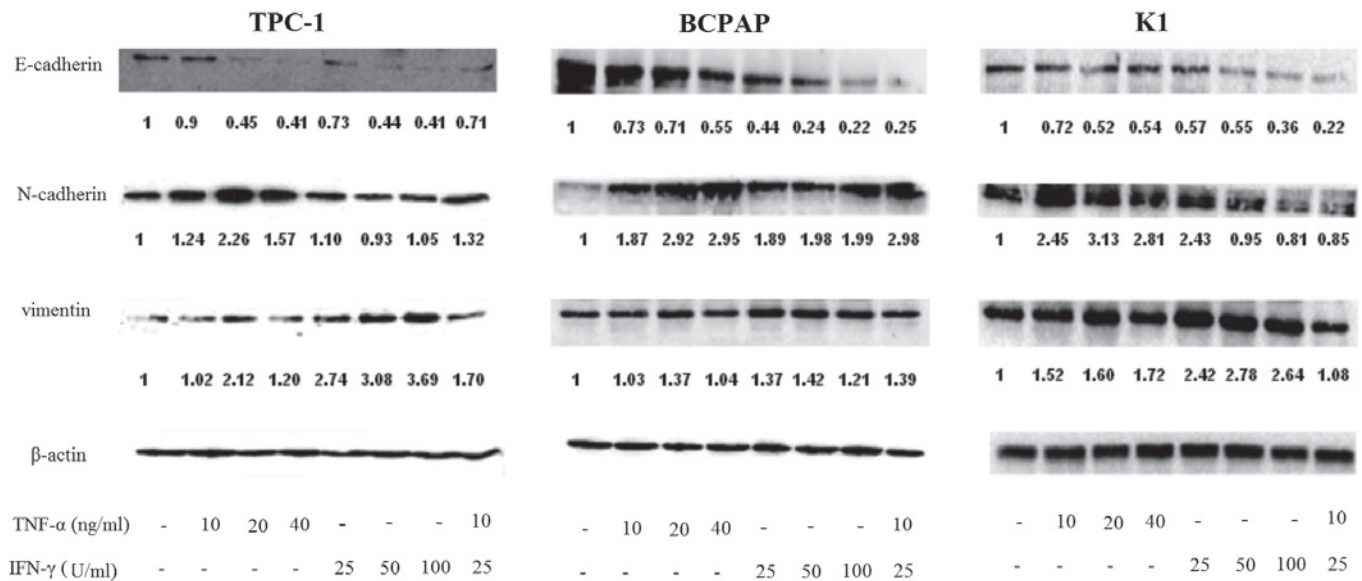 TPC-1 BCPAP K1
E-cadherin
1 0.9 0.45 0.41 0.73 0.44 0.41 0.71 1 0.73 0.71 0.55 0.44 0.24 0.22 0.25 1 0.72 0.52 0.54 0.57 0.55 0.36 0.22
N-cadherin
1 1.24 2.26 1.57 1.10 0.93 1.05 1.32 1 1.87 2.92 2.95 1.89 1.98 1.99 2.98 1 2.45 3.13 2.81 2.43 0.95 0.81 0.85
vimentin
1 1.02 2.12 1.20 2.74 3.08 3.69 1.70 1 1.03 1.37 1.04 1.37 1.42 1.21 1.39 1 1.52 1.60 1.72 2.42 2.78 2.64 1.08
β-actin
TNF-α (ng/ml) - 10 20 40 - - - 10 - 10 20 40 - - - 10 - 10 20 40 - - - 10
IFN-γ (U/ml) - - - - 25 50 100 25 - - - - 25 50 100 25 - - - - 25 50 100 25